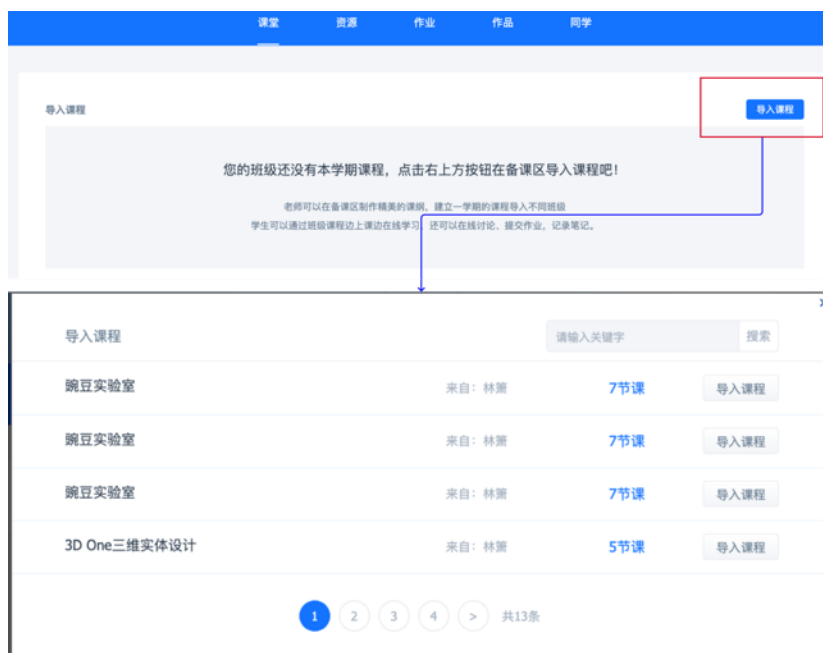 课堂 资源 作业 作品 同学
导入课程 导入课程
您的班级还没有本学期课程，点击右上方按钮在备课区导入课程吧！
老师可以在备课区制作精美的课纲，建立一学期的课程导入不同班级
学生可以通过班级课程边上课边在线学习，还可以在线讨论、提交作业，记录笔记。
导入课程 请输入关键字 搜索
豌豆实验室 来自：林箫 7节课 导入课程
豌豆实验室 来自：林箫 7节课 导入课程
豌豆实验室 来自：林箫 7节课 导入课程
3D One三维实体设计 来自：林箫 5节课 导入课程
1 2 3 4 > 共13条